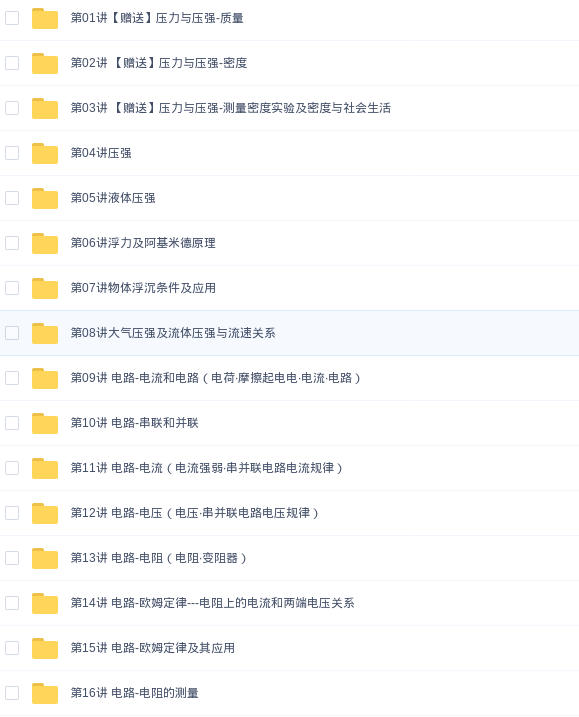 第01讲【赠送】压力与压强-质量
第02讲 【赠送】压力与压强-密度
第03讲 【赠送】压力与压强-测量密度实验及密度与社会生活
第04讲压强
第05讲液体压强
第06讲浮力及阿基米德原理
第07讲物体浮沉条件及应用
第08讲大气压强及流体压强与流速关系
第09讲 电路-电流和电路（电荷·摩擦起电电·电流·电路）
第10讲 电路-串联和并联
第11讲 电路-电流（电流强弱·串并联电路电流规律）
第12讲 电路-电压（电压·串并联电路电压规律）
第13讲 电路-电阻（电阻·变阻器）
第14讲 电路-欧姆定律---电阻上的电流和两端电压关系
第15讲 电路-欧姆定律及其应用
第16讲 电路-电阻的测量